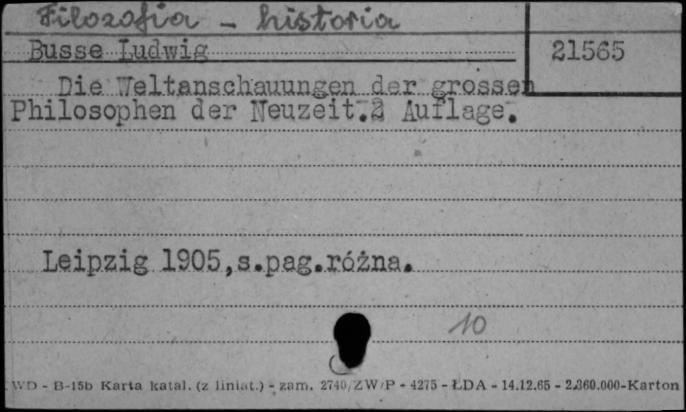 Filozofia - historia
Busse Ludwig
21565
Die Weltanschauungen der grossen
Philosophen der Neuzeit.2 Auflage.
Leipzig 1905,s.pag.różna.
10
WD - B-15b Karta katal. (z liniat.) - zam. 2740/ZW/P - 4275 - ŁDA - 14.12.65 - 2.360.000-Karton